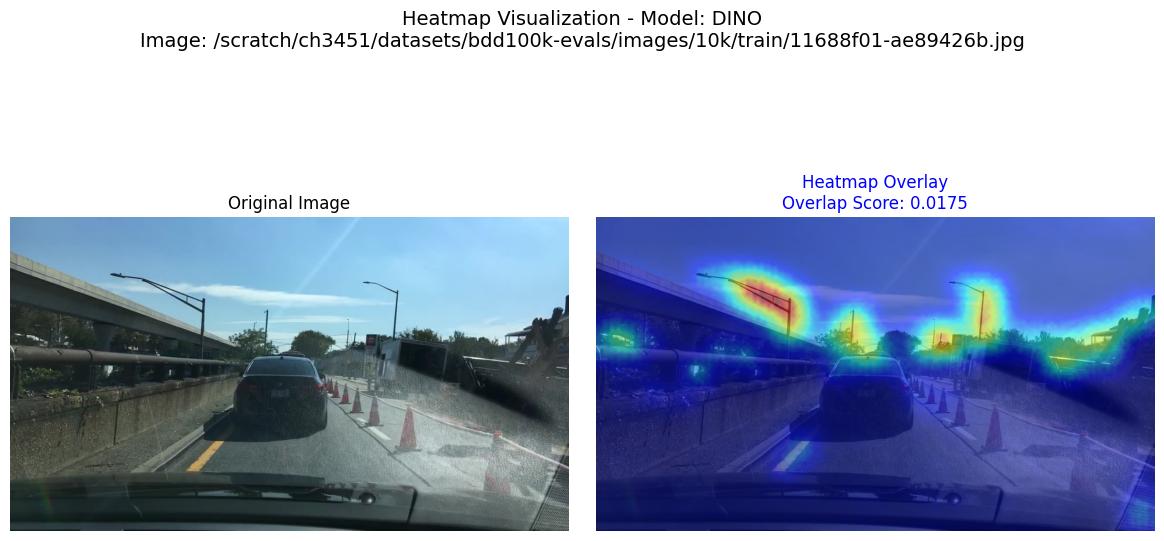 Heatmap Visualization - Model: DINO
Image: /scratch/ch3451/datasets/bdd100k-evals/images/10k/train/11688f01-ae89426b.jpg
Original Image
Heatmap Overlay
Overlap Score: 0.0175